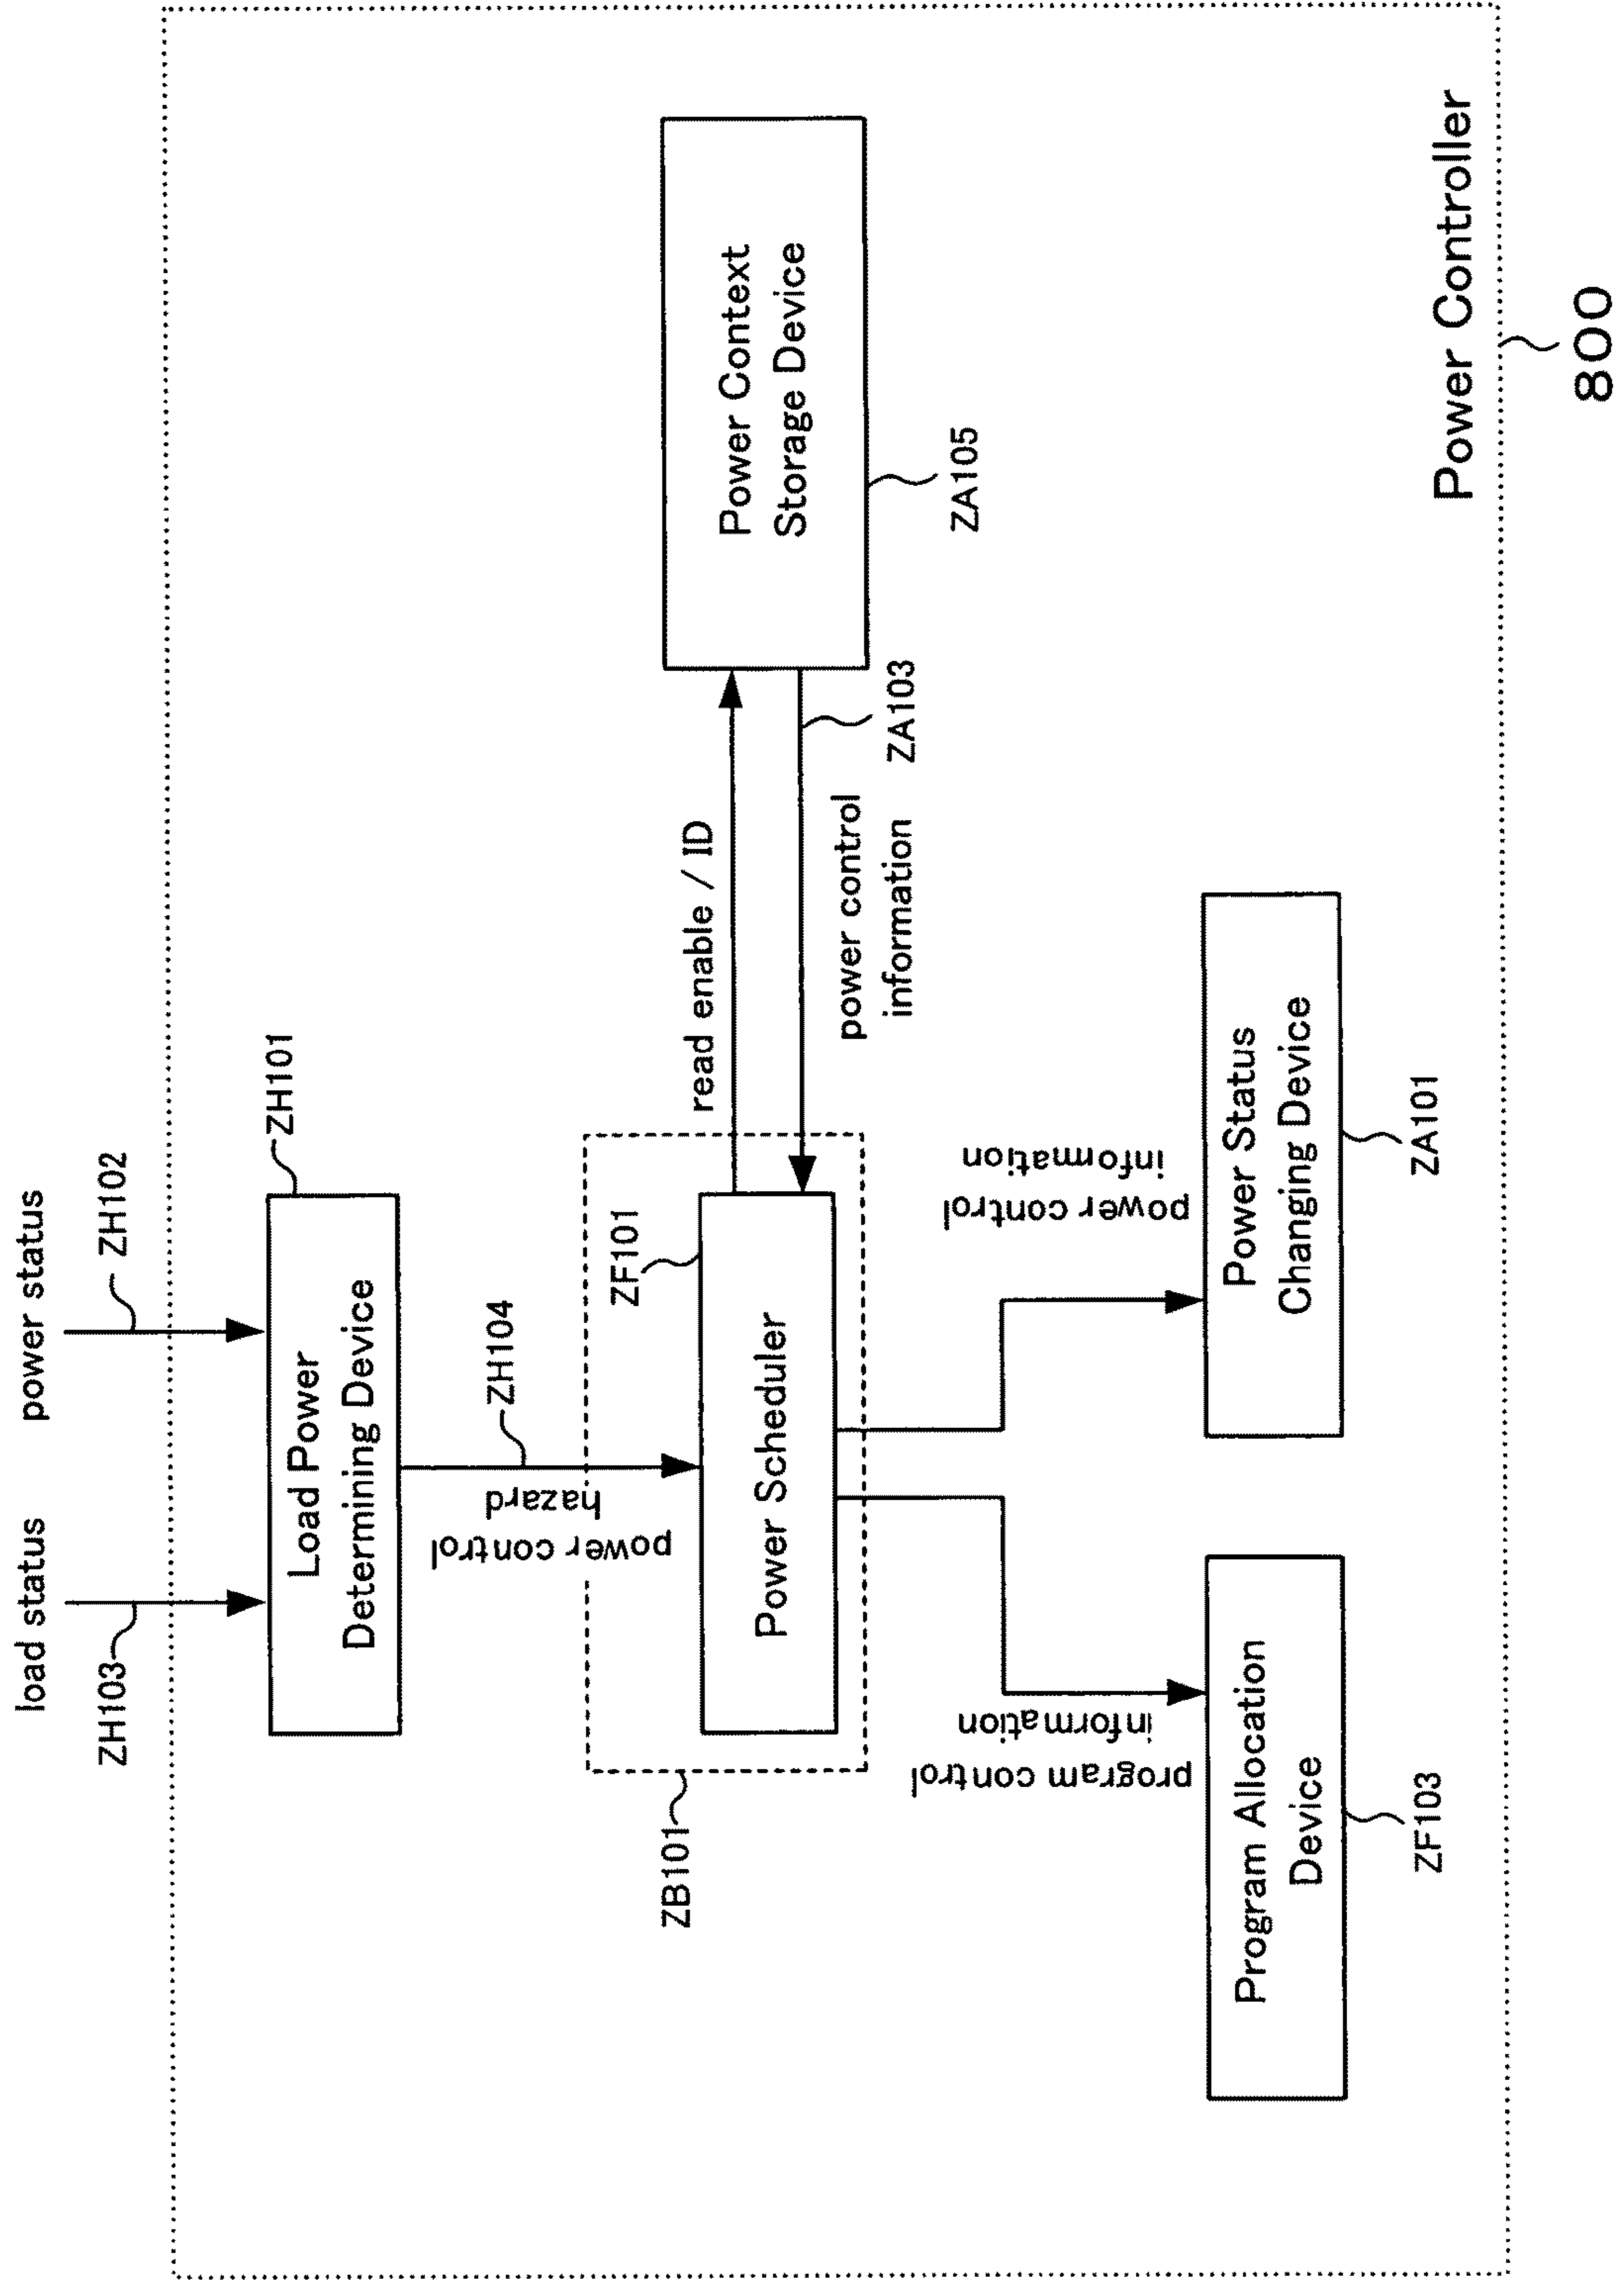 load status
power status
ZH103
ZH102
ZH101
Load Power
Determining Device
ZH104
power control
hazard
ZB101
ZF101
Power Scheduler
read enable / ID
power control
information
ZA103
Power Context
Storage Device
ZA105
program control
information
power control
information
Program Allocation
Device
ZF103
Power Status
Changing Device
ZA101
Power Controller
800